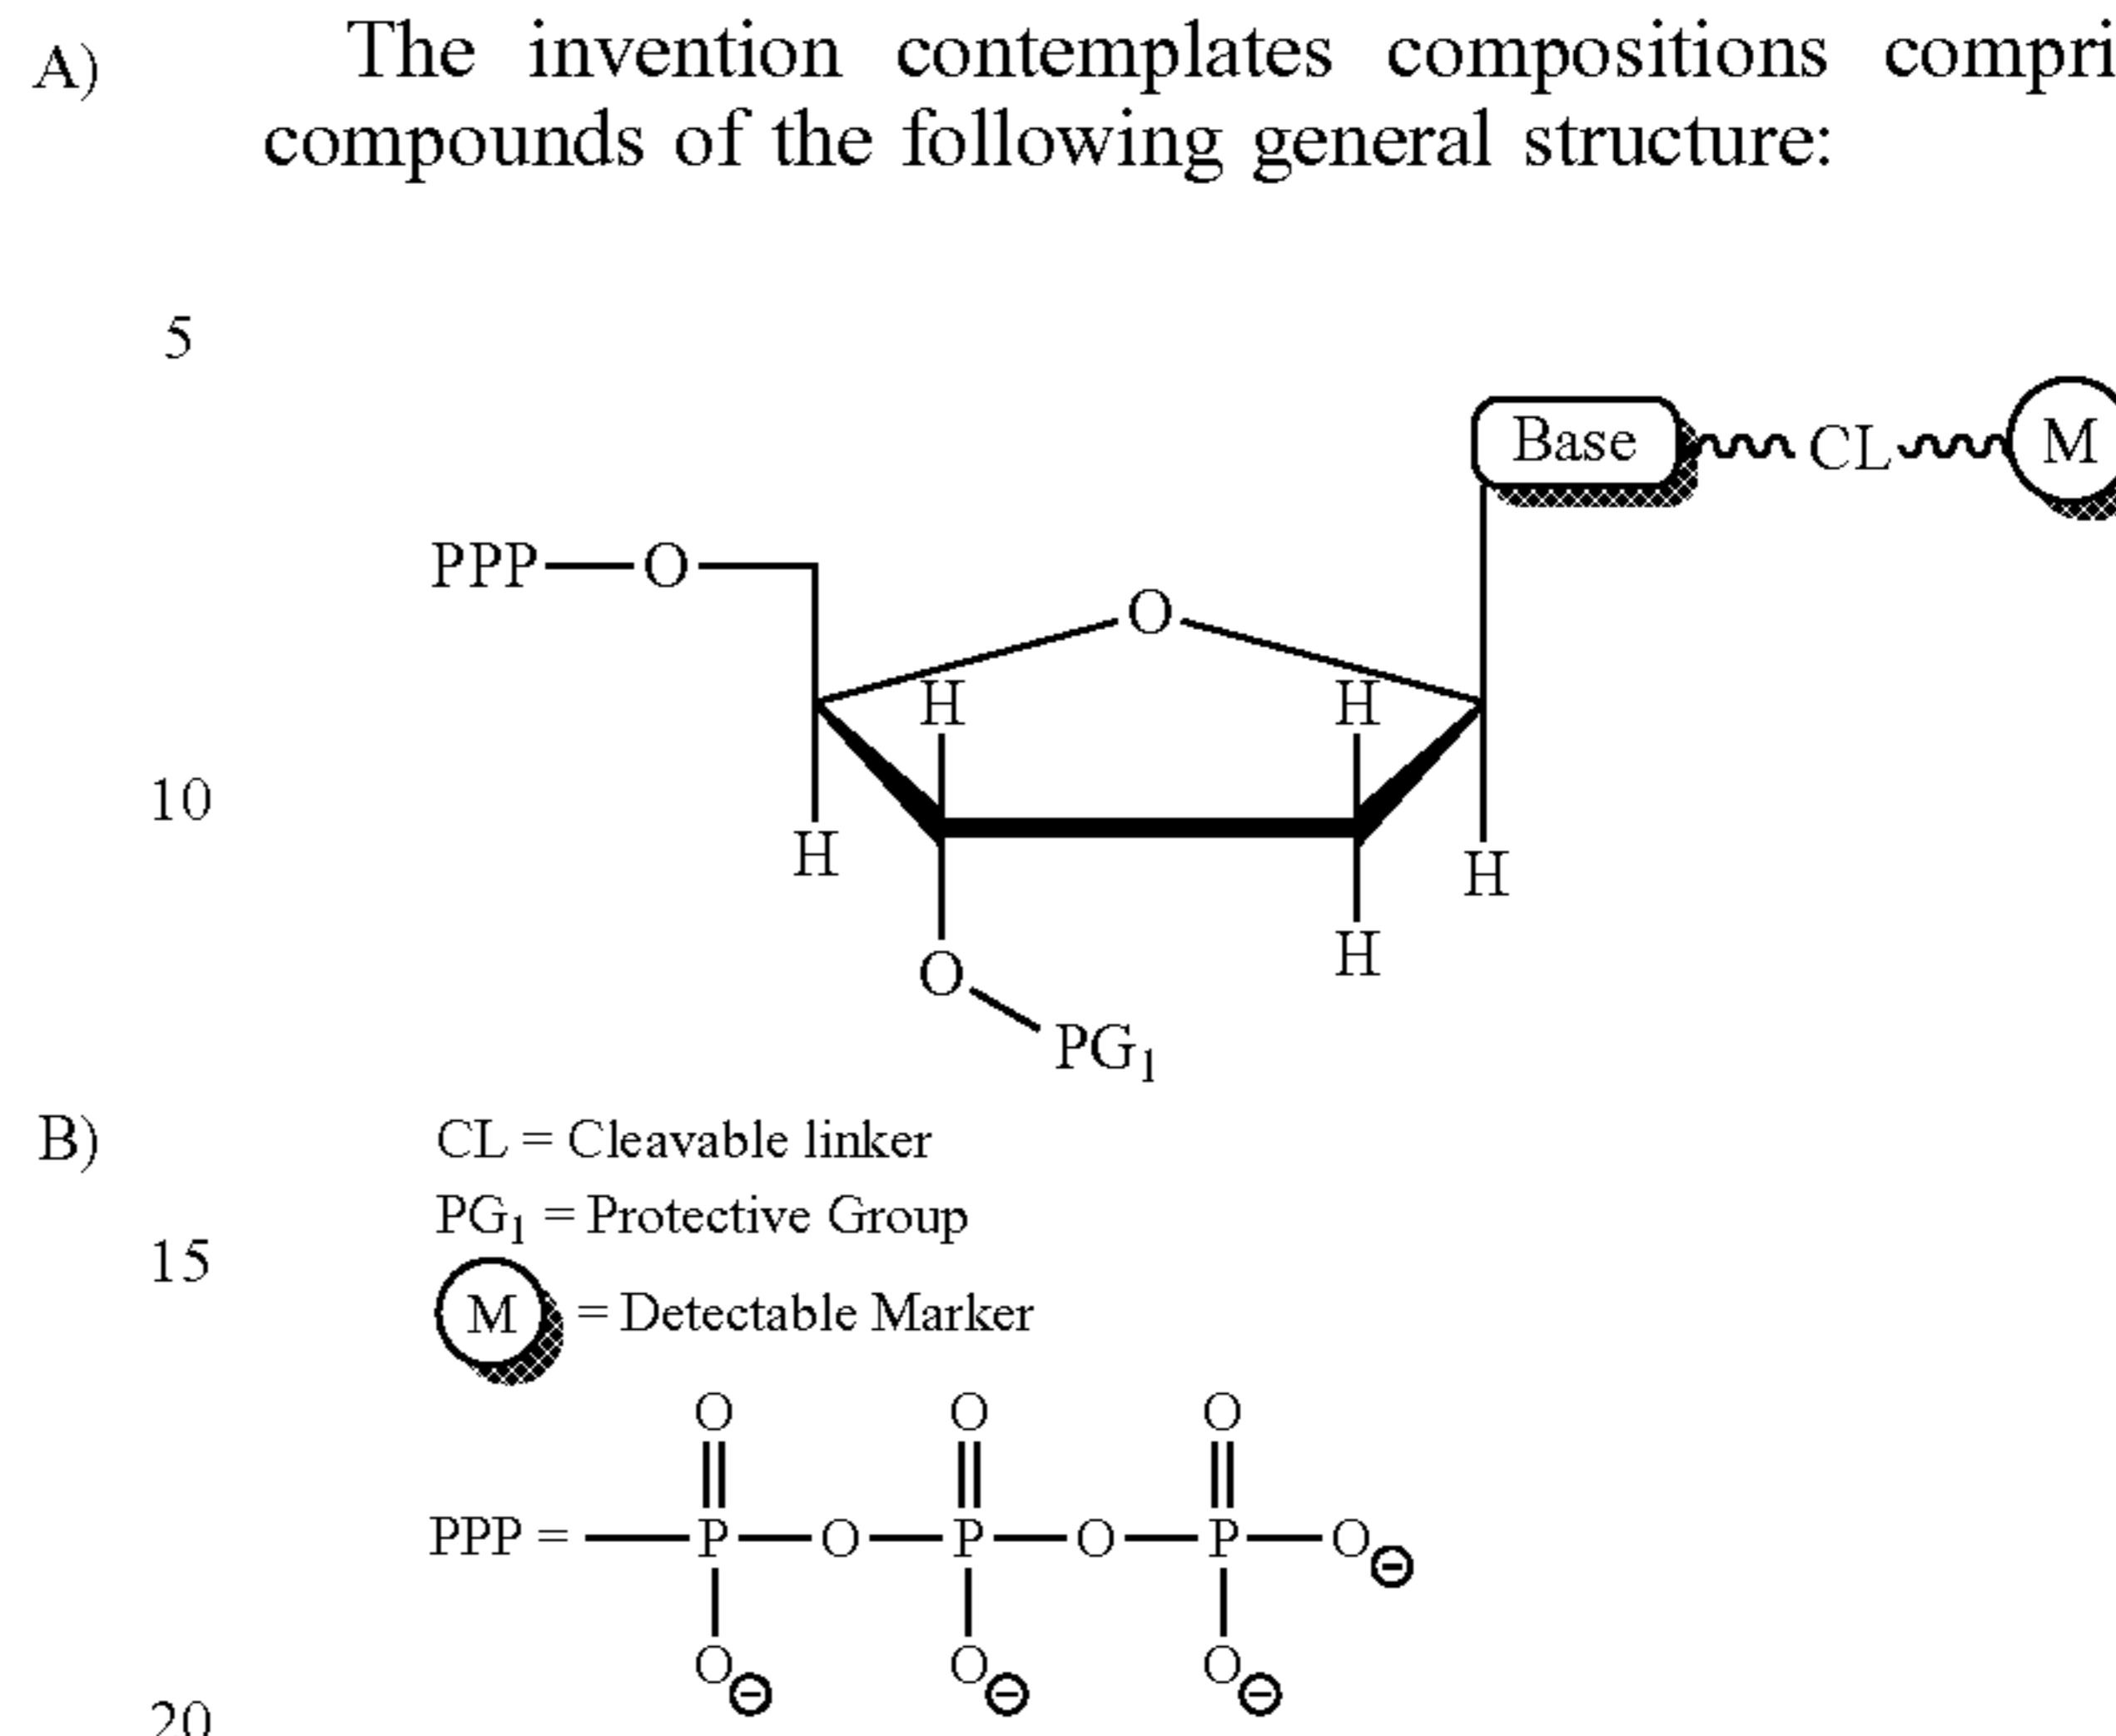 A) The invention contemplates compositions compri
compounds of the following general structure:
5
Base CL M
PPP O
O
H H
10
H H
O H
PG1
B) CL = Cleavable linker
PG1 = Protective Group
15
M = Detectable Marker
O O O
PPP = P O P O P O⊖
O⊖ O⊖ O⊖
20